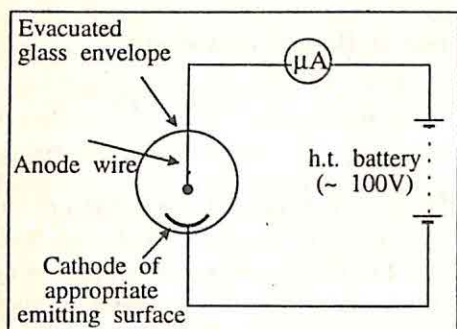 Evacuated
glass envelope
μA
Anode wire
h.t. battery
(~ 100V)
Cathode of
appropriate
emitting surface